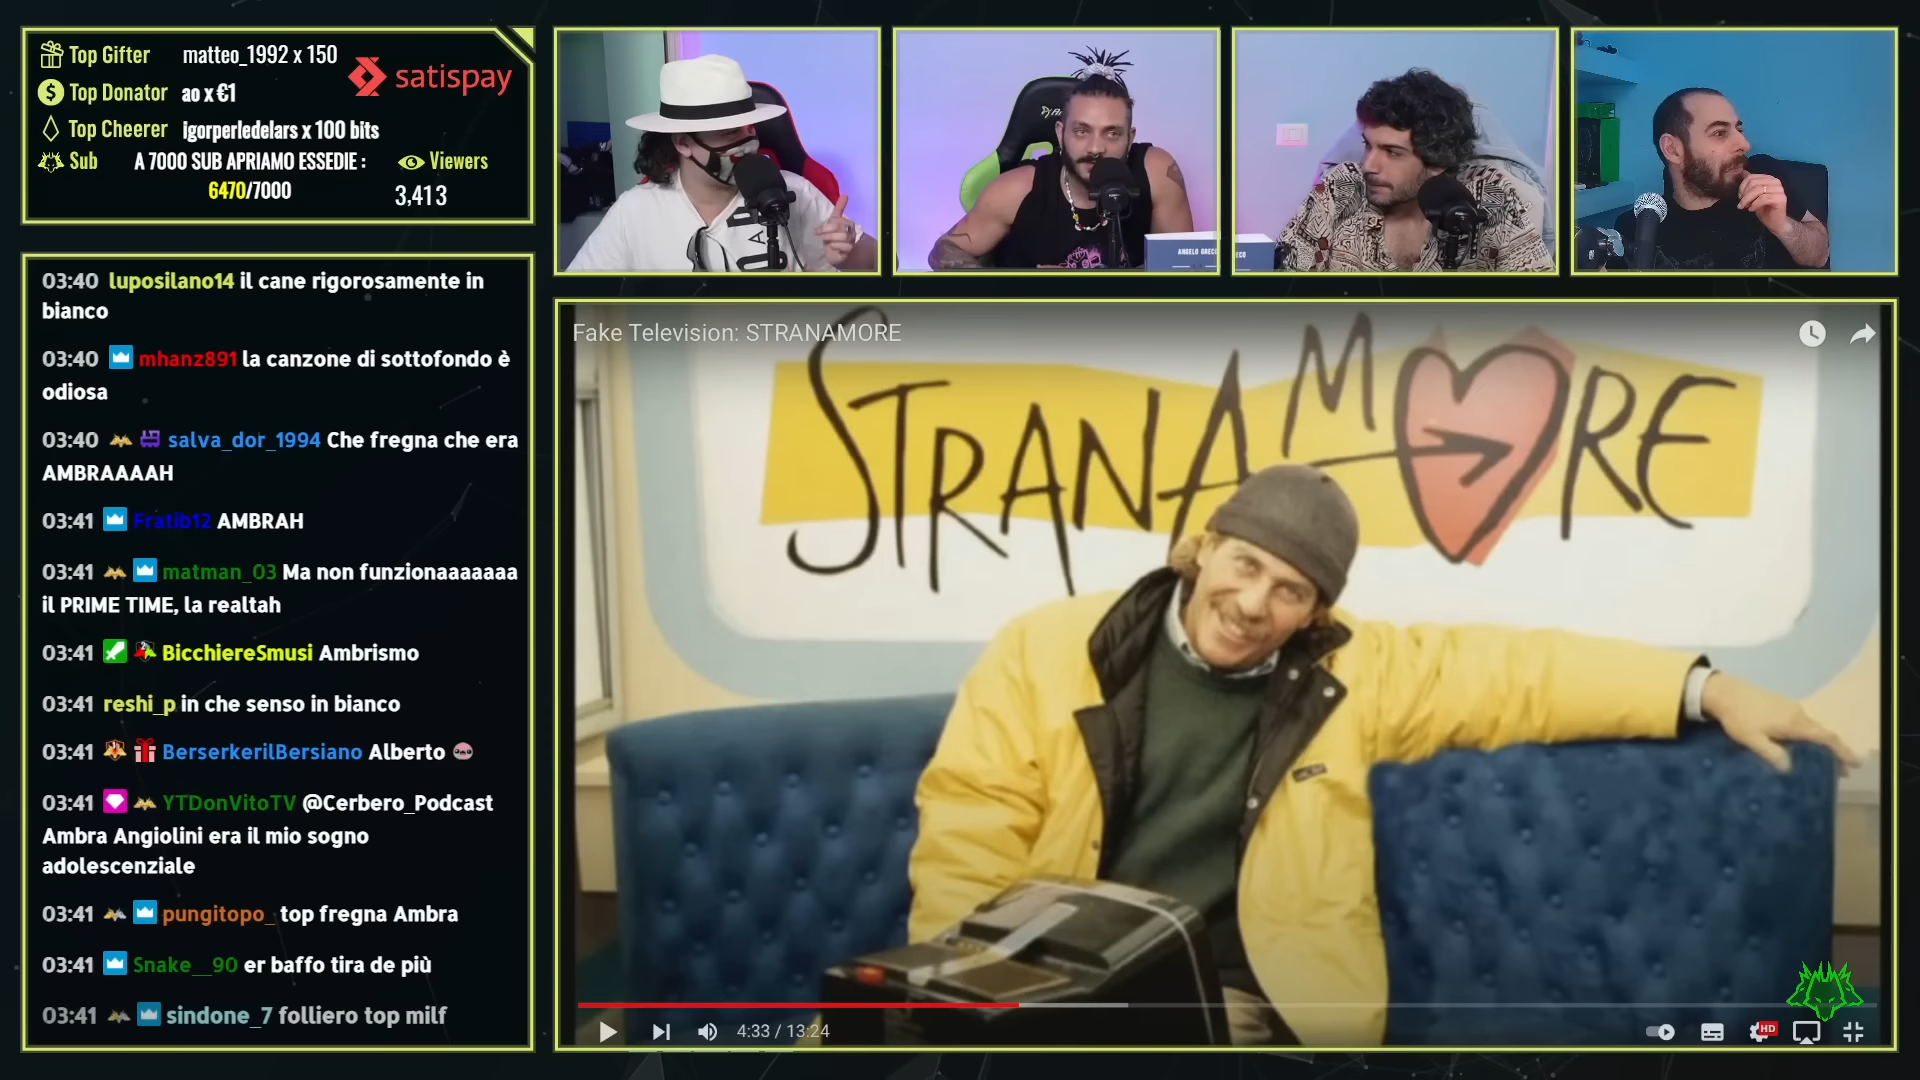 Top Gifter matteo_1992 x 150
satispay
Top Donator ao x €1
Top Cheerer igorperledelars x 100 bits
Sub A 7000 SUB APRIAMO ESSEDIE : Viewers
6470/7000 3,413
03:40 luposilano14 il cane rigorosamente in
bianco
03:40 mhanz891 la canzone di sottofondo è
odiosa
03:40 salva_dor_1994 Che fregna che era
AMBRAAAAH
03:41 Fratib12 AMBRAH
03:41 matman_03 Ma non funzionaaaaaaa
il PRIME TIME, la realtah
03:41 BicchiereSmusi Ambrismo
03:41 reshi_p in che senso in bianco
03:41 BerserkerilBersiano Alberto
03:41 YTDonVitoTV @Cerbero_Podcast
Ambra Angiolini era il mio sogno
adolescenziale
03:41 pungitopo_ top fregna Ambra
03:41 Snake__90 er baffo tira de più
03:41 sindone_7 folliero top milf
ANGELO GRECO
ECO
Fake Television: STRANAMORE
STRANAMORE
4:33 / 13:24
HD